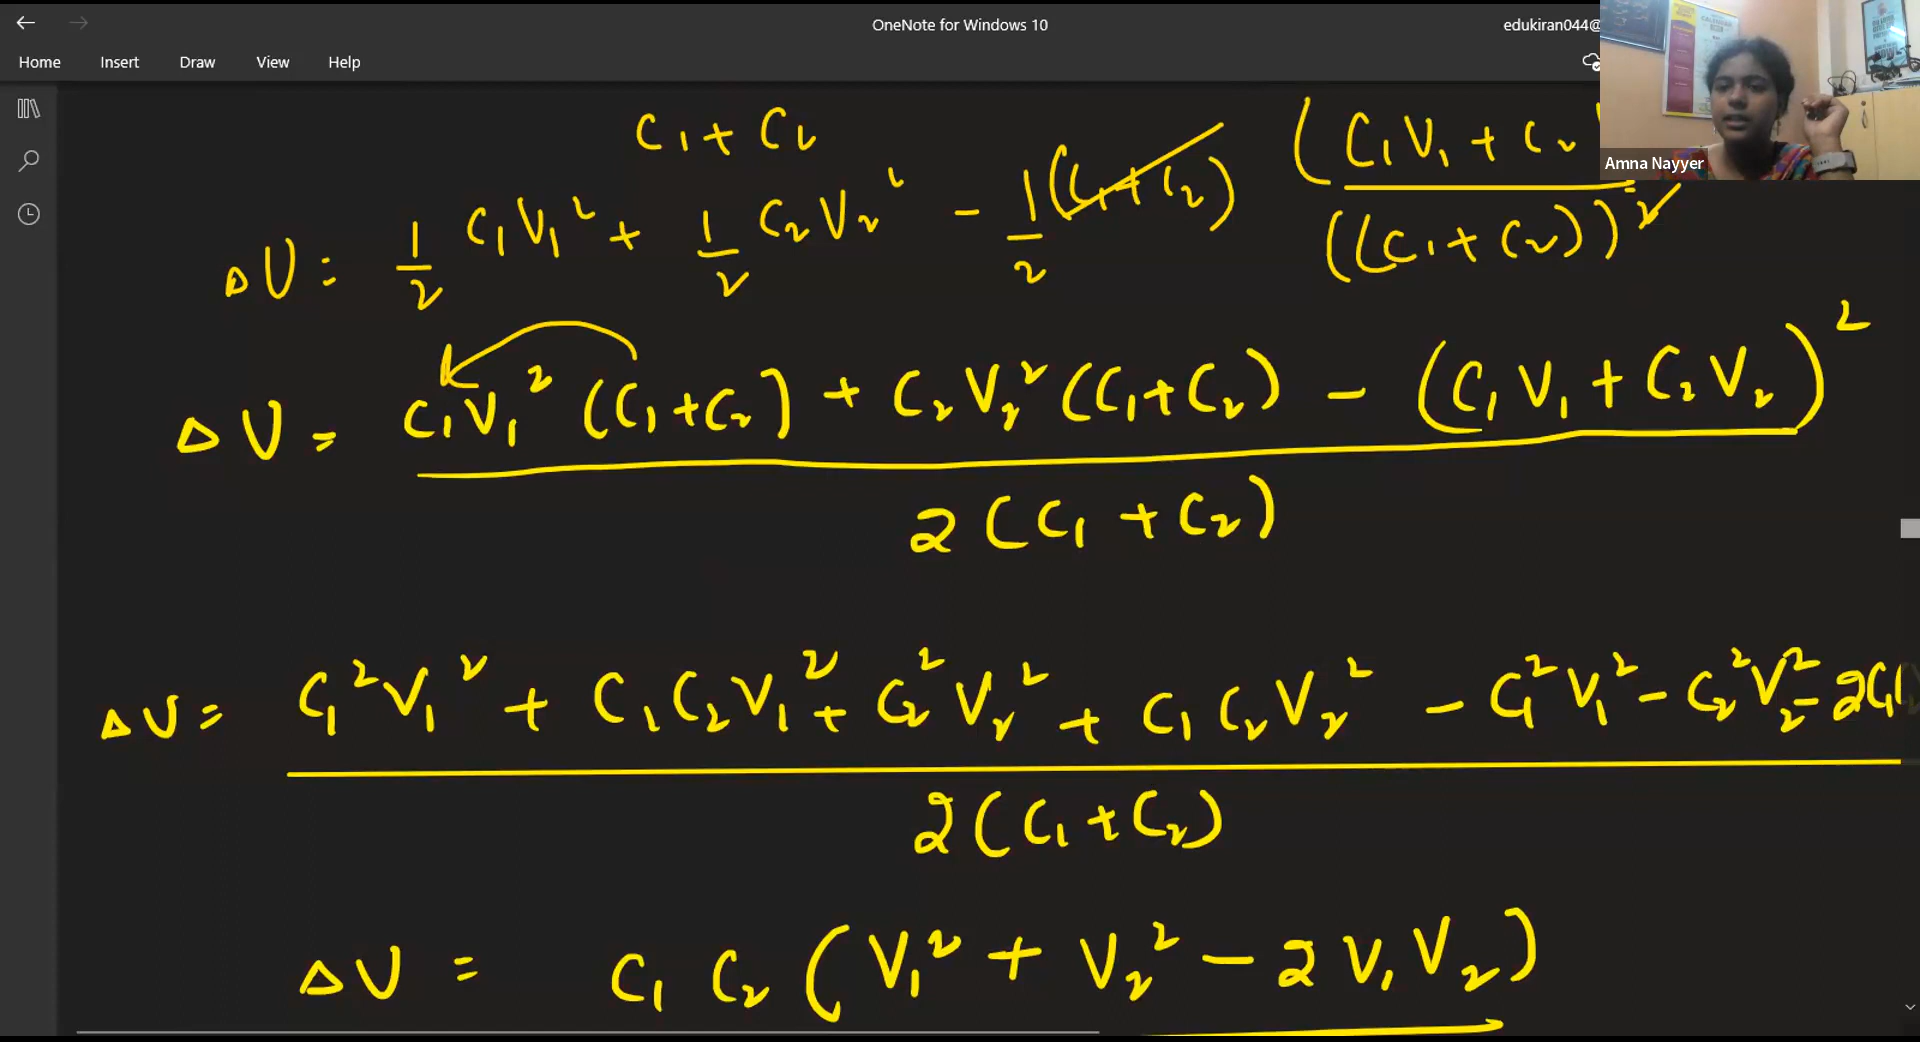 OneNote for Windows 10
edukiran044@
Home Insert Draw View Help
Amna Nayyer
C₁ + C₂
ΔU = 1/2 C₁V₁² + 1/2 C₂V₂² - 1/2 (C₁+C₂) (C₁V₁ + C₂ / ((C₁+C₂))²
ΔU = C₁V₁² (C₁+C₂) + C₂V₂² (C₁+C₂) - (C₁V₁ + C₂V₂)²
2(C₁ + C₂)
ΔU = C₁²V₁² + C₁C₂V₁² + C₂²V₂² + C₁C₂V₂² - C₁²V₁² - C₂²V₂² - 2C₁
2(C₁+C₂)
ΔU = C₁C₂ (V₁² + V₂² - 2V₁V₂)